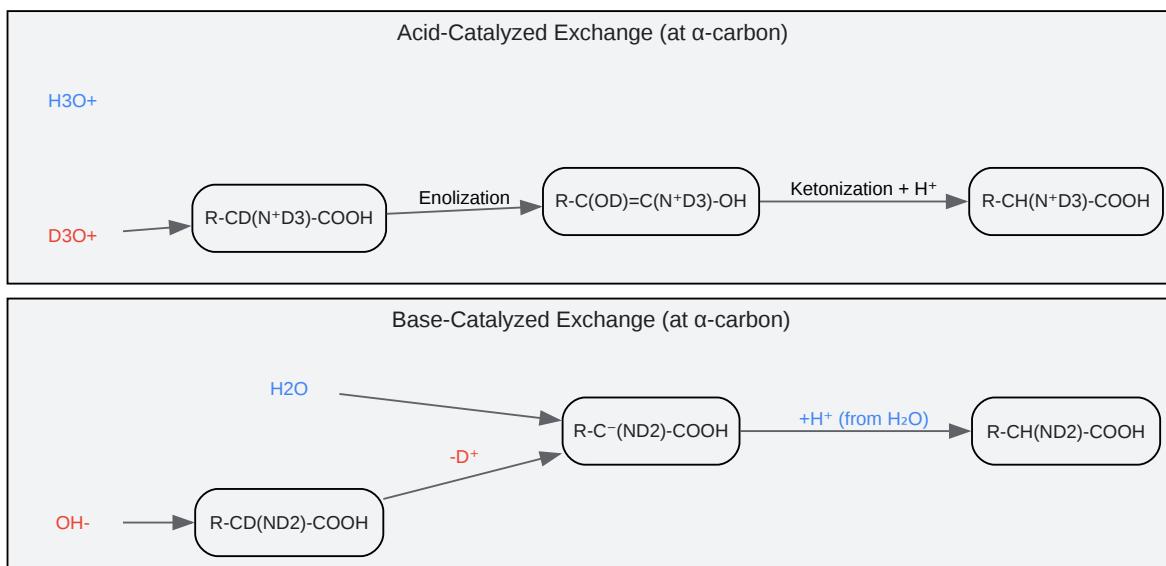 Acid-Catalyzed Exchange (at α-carbon)
H3O+
D3O+
R-CD(N⁺D3)-COOH
Enolization
R-C(OD)=C(N⁺D3)-OH
Ketonization + H⁺
R-CH(N⁺D3)-COOH
Base-Catalyzed Exchange (at α-carbon)
H2O
OH-
R-CD(ND2)-COOH
-D⁺
R-C⁻(ND2)-COOH
+H⁺ (from H₂O)
R-CH(ND2)-COOH